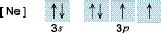 [Ne] ↑↓ ↑↓ ↑ ↑
3s 3p